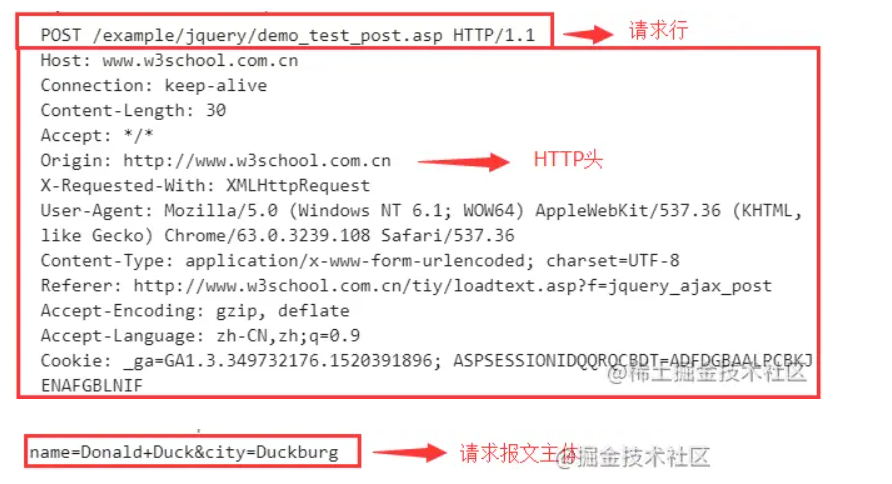 POST /example/jquery/demo_test_post.asp HTTP/1.1 请求行
Host: www.w3school.com.cn
Connection: keep-alive
Content-Length: 30
Accept: */*
Origin: http://www.w3school.com.cn HTTP头
X-Requested-With: XMLHttpRequest
User-Agent: Mozilla/5.0 (Windows NT 6.1; WOW64) AppleWebKit/537.36 (KHTML,
like Gecko) Chrome/63.0.3239.108 Safari/537.36
Content-Type: application/x-www-form-urlencoded; charset=UTF-8
Referer: http://www.w3school.com.cn/tiy/loadtext.asp?f=jquery_ajax_post
Accept-Encoding: gzip, deflate
Accept-Language: zh-CN,zh;q=0.9
Cookie: _ga=GA1.3.349732176.1520391896; ASPSESSIONIDQQRQCBDT=ADFDGBAALPCBKJ
@稀土掘金技术社区
ENAFGBLNIF
name=Donald+Duck&city=Duckburg 请求报文主体
@掘金技术社区